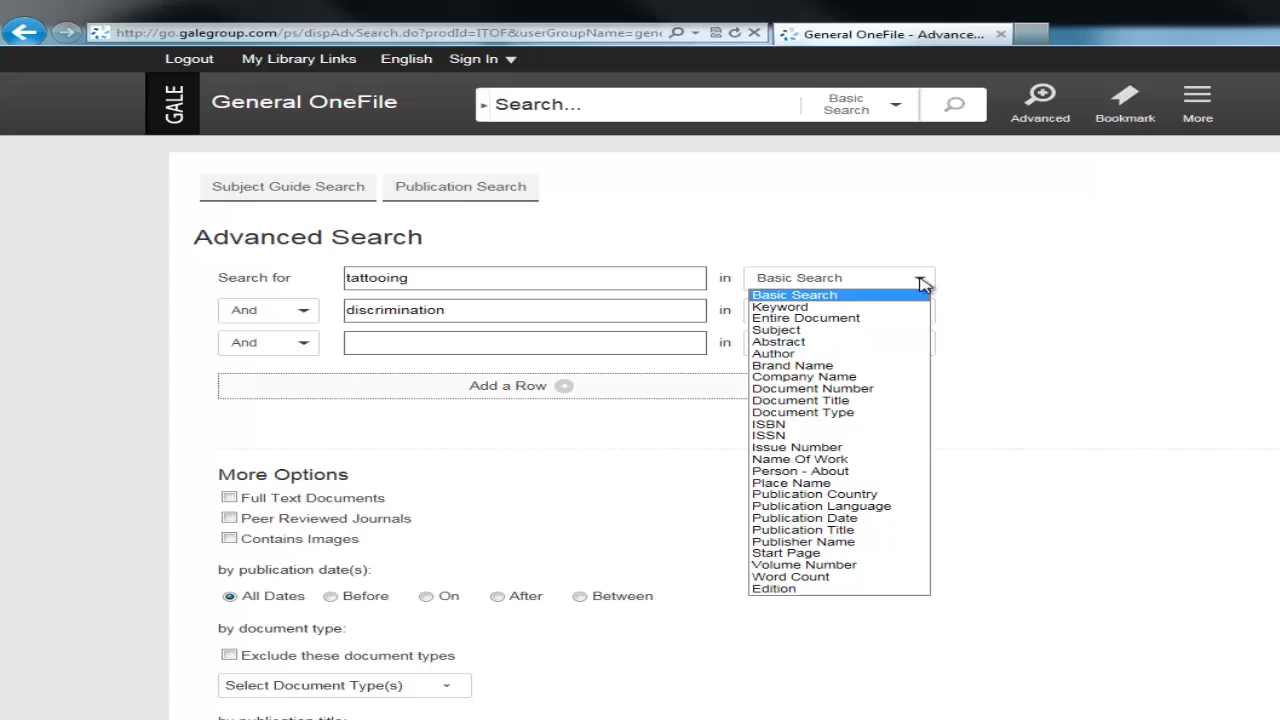 http://go.galegroup.com/ps/dispAdvSearch.do?prodId=ITOF&userGroupName=gen
General OneFile - Advance...
Logout My Library Links English Sign In
GALE General OneFile Search... Basic Search
Advanced Bookmark More
Subject Guide Search Publication Search
Advanced Search
Search for tattooing in Basic Search
And discrimination in
And in
Add a Row
Basic Search
Keyword
Entire Document
Subject
Abstract
Author
Brand Name
Company Name
Document Number
Document Title
Document Type
ISBN
ISSN
Issue Number
Name Of Work
Person - About
Place Name
Publication Country
Publication Language
Publication Date
Publication Title
Publisher Name
Start Page
Volume Number
Word Count
Edition
More Options
Full Text Documents
Peer Reviewed Journals
Contains Images
by publication date(s):
All Dates Before On After Between
by document type:
Exclude these document types
Select Document Type(s)
by publication title: